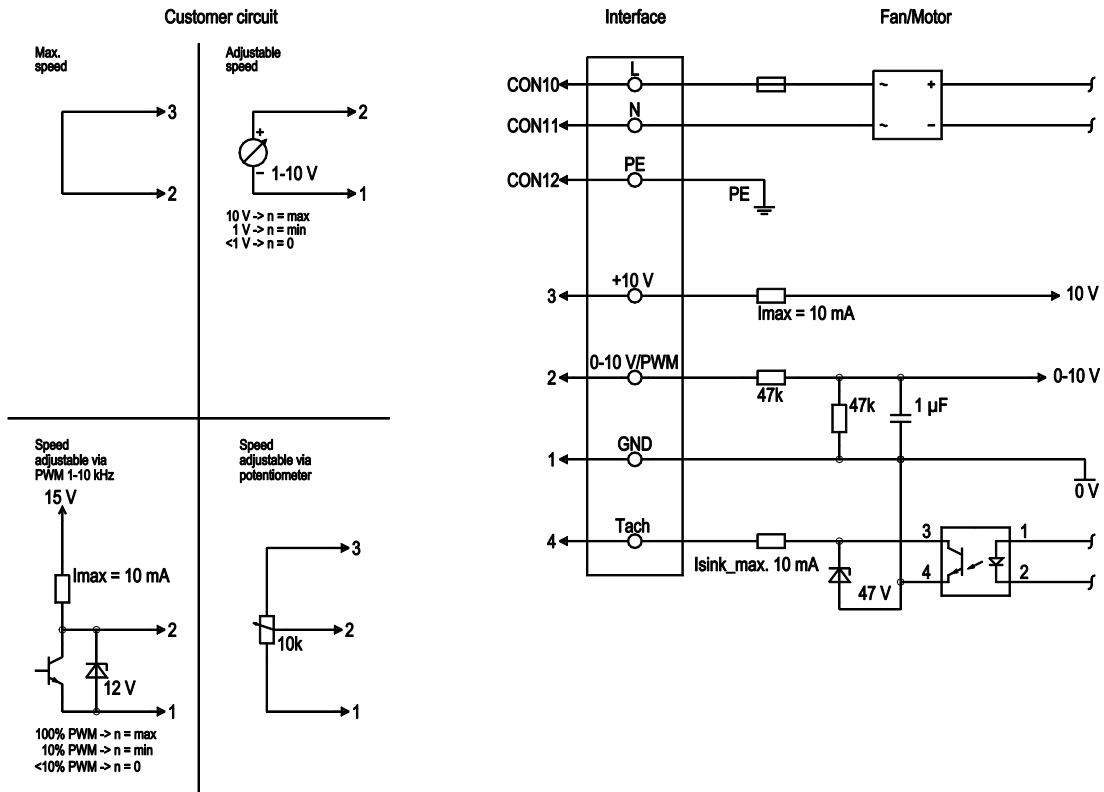 Customer circuit
Interface
Fan/Motor
Max.
speed
3
2
Adjustable
speed
2
+
–
1-10 V
1
10 V -> n = max
1 V -> n = min
<1 V -> n = 0
Speed
adjustable via
PWM 1-10 kHz
15 V
Imax = 10 mA
2
12 V
1
100% PWM -> n = max
10% PWM -> n = min
<10% PWM -> n = 0
Speed
adjustable via
potentiometer
3
2
10k
1
L
CON10
~
+
N
CON11
~
–
PE
CON12
PE
+10 V
3
10 V
Imax = 10 mA
0-10 V/PWM
2
0-10 V
47k
47k
1 µF
GND
1
0 V
Tach
4
3
1
Isink_max. 10 mA
4
2
47 V